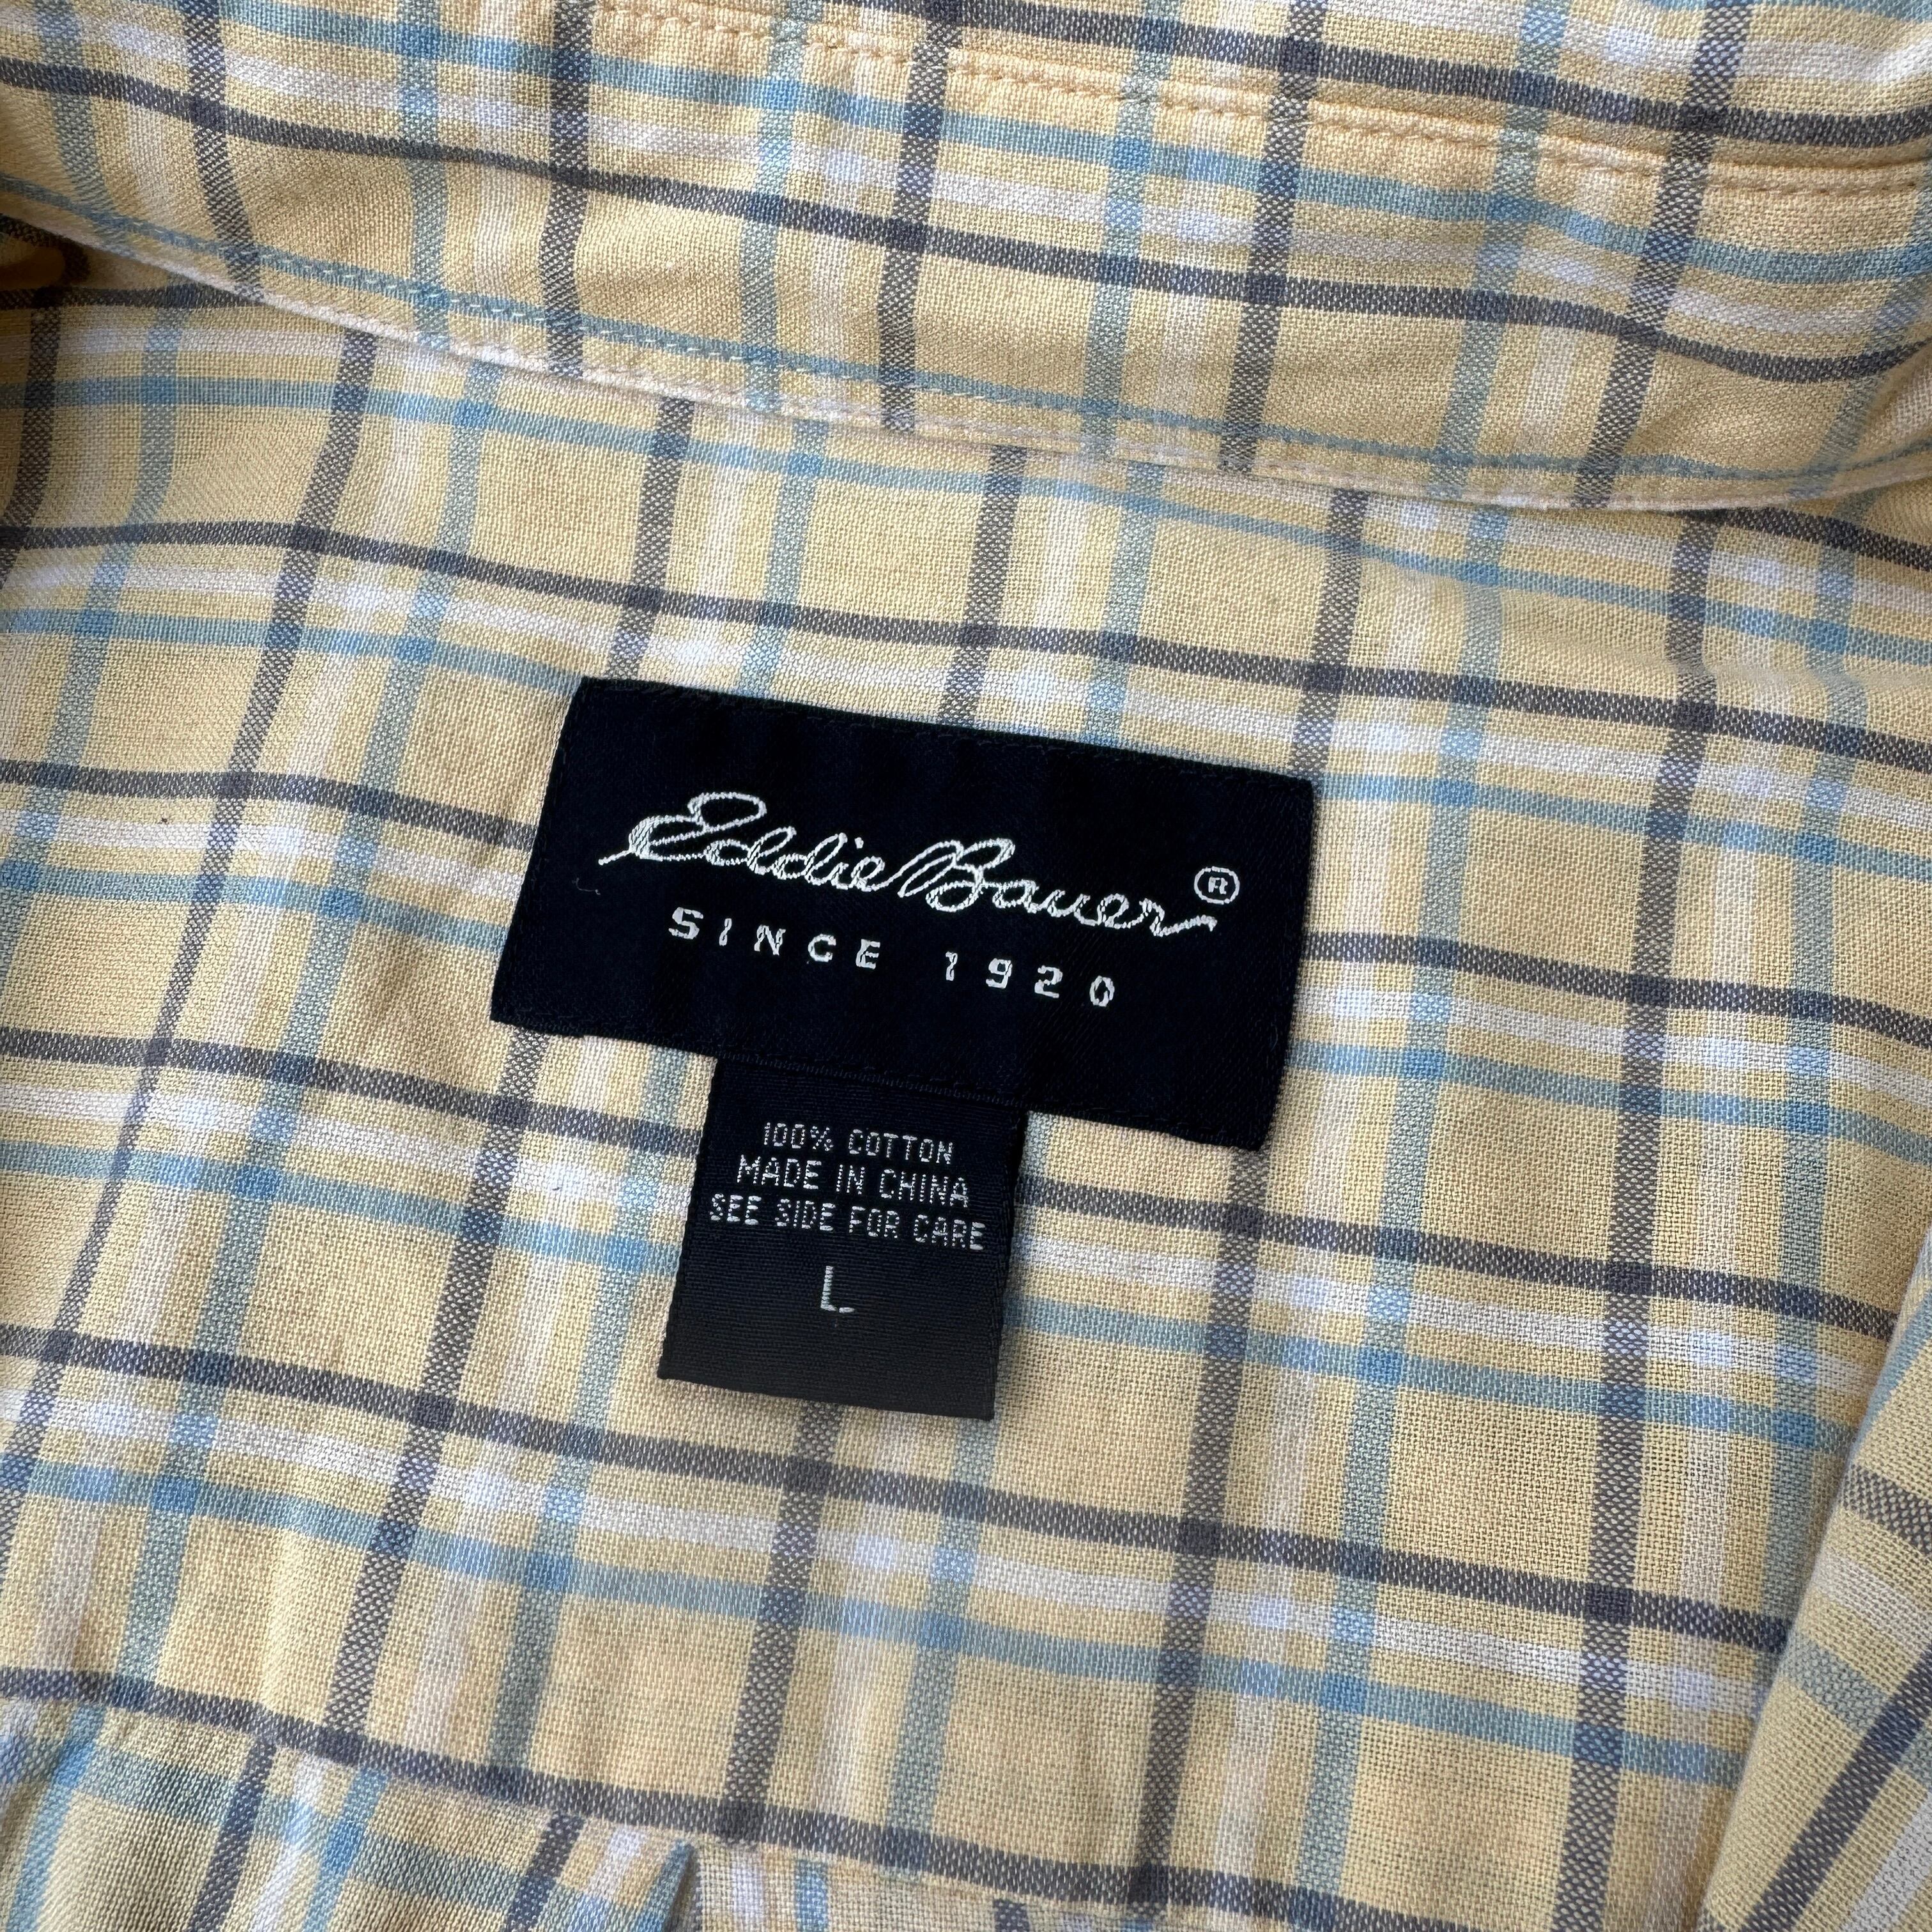 Eddie Bauer®
SINCE 1920
100% COTTON
MADE IN CHINA
SEE SIDE FOR CARE
L